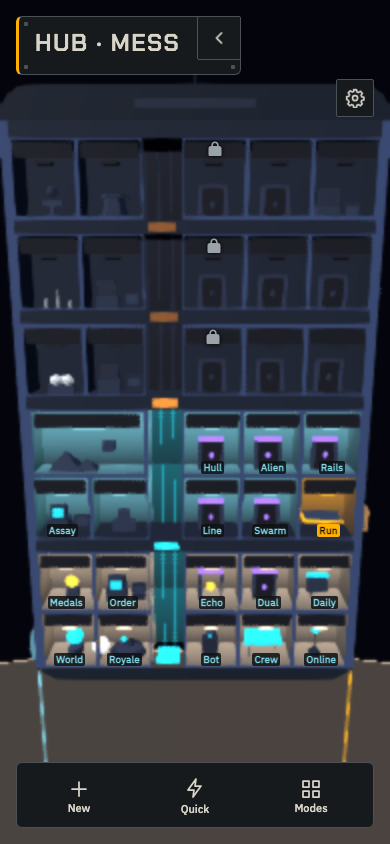 HUB · MESS
Hull Alien Rails
Assay Line Swarm Run
Medals Order Echo Dual Daily
World Royale Bot Crew Online
New Quick Modes